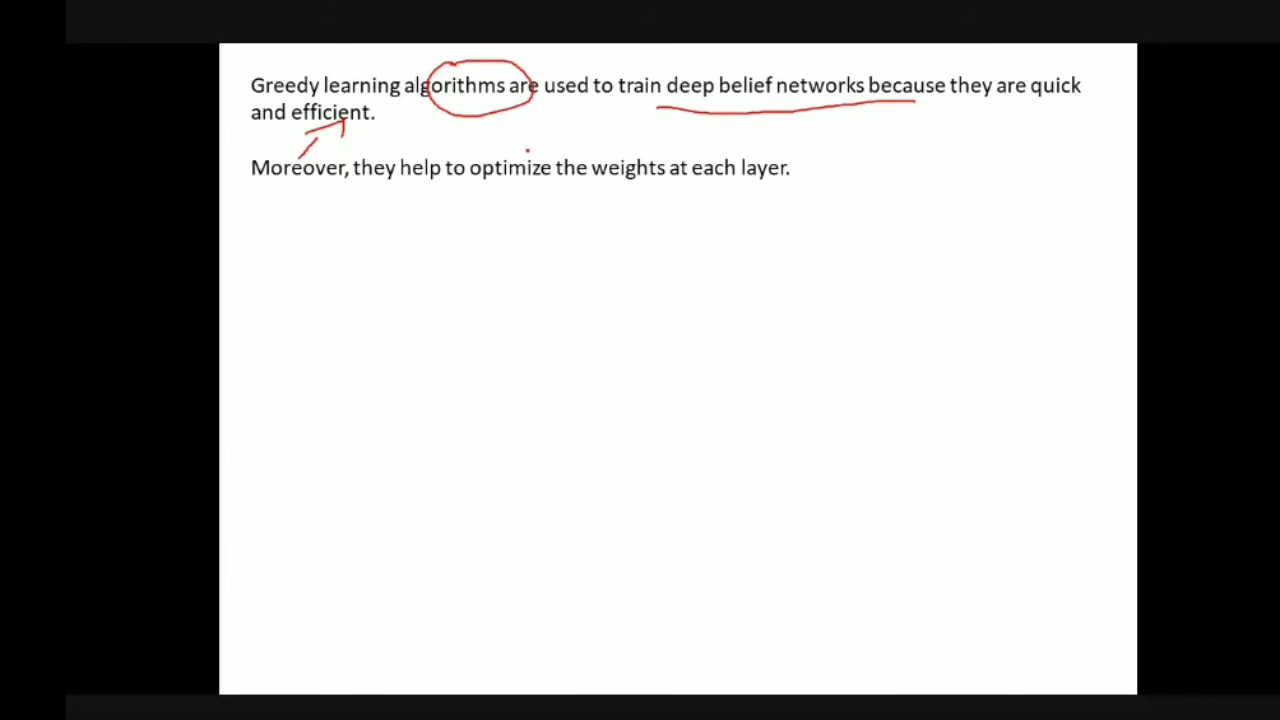 Greedy learning algorithms are used to train deep belief networks because they are quick
and efficient.
Moreover, they help to optimize the weights at each layer.